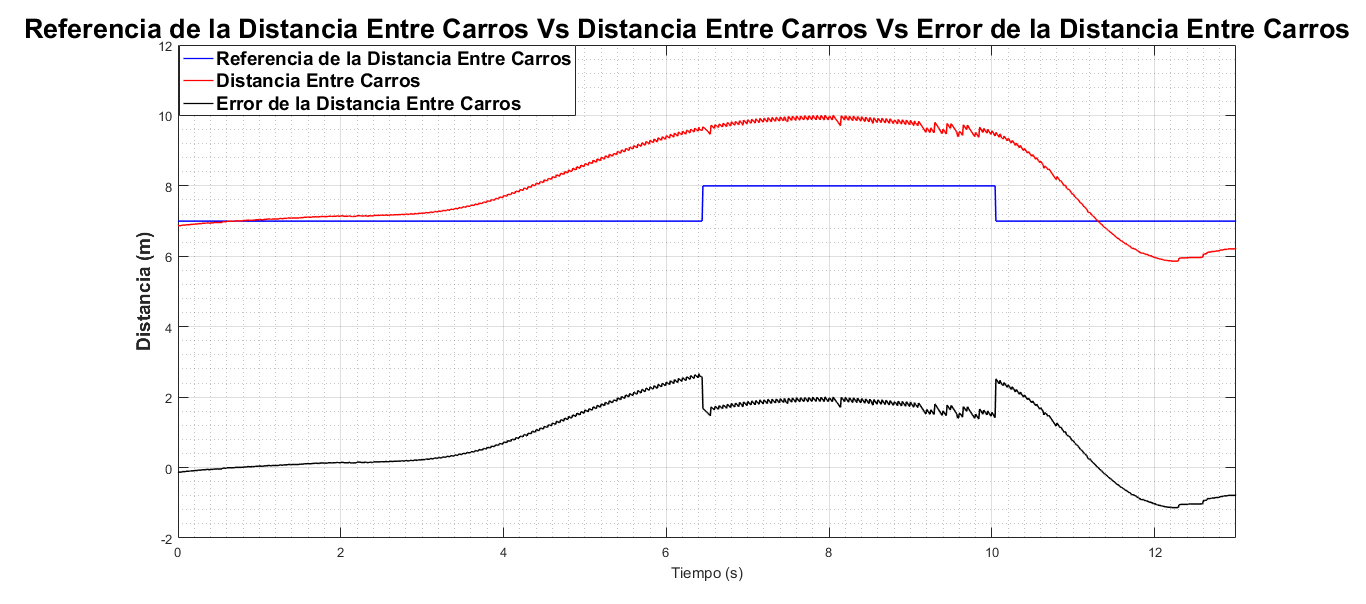 Referencia de la Distancia Entre Carros Vs Distancia Entre Carros Vs Error de la Distancia Entre Carros
Referencia de la Distancia Entre Carros
Distancia Entre Carros
Error de la Distancia Entre Carros
Distancia (m)
12
10
8
6
4
2
0
-2
0
2
4
6
8
10
12
Tiempo (s)